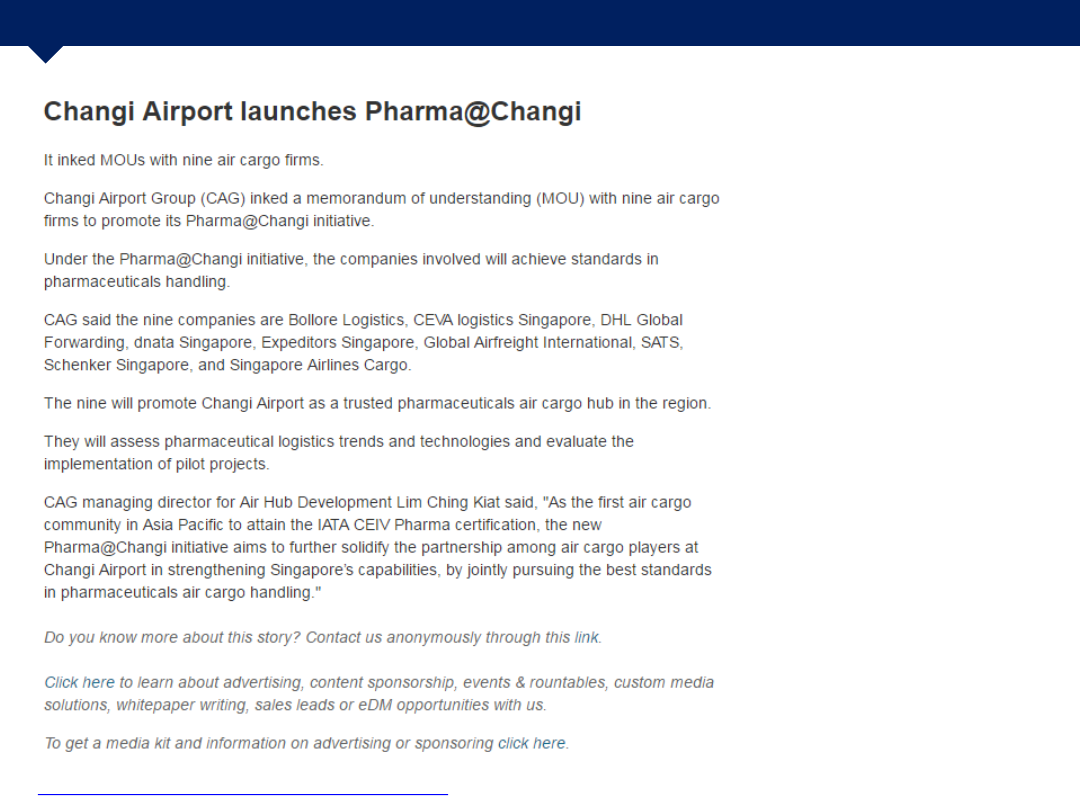 Changi Airport launches Pharma@Changi
It inked MOUs with nine air cargo firms.
Changi Airport Group (CAG) inked a memorandum of understanding (MOU) with nine air cargo
firms to promote its Pharma@Changi initiative.
Under the Pharma@Changi initiative, the companies involved will achieve standards in
pharmaceuticals handling.
CAG said the nine companies are Bollore Logistics, CEVA logistics Singapore, DHL Global
Forwarding, dnata Singapore, Expeditors Singapore, Global Airfreight International, SATS,
Schenker Singapore, and Singapore Airlines Cargo.
The nine will promote Changi Airport as a trusted pharmaceuticals air cargo hub in the region.
They will assess pharmaceutical logistics trends and technologies and evaluate the
implementation of pilot projects.
CAG managing director for Air Hub Development Lim Ching Kiat said, "As the first air cargo
community in Asia Pacific to attain the IATA CEIV Pharma certification, the new
Pharma@Changi initiative aims to further solidify the partnership among air cargo players at
Changi Airport in strengthening Singapore's capabilities, by jointly pursuing the best standards
in pharmaceuticals air cargo handling."
Do you know more about this story? Contact us anonymously through this link.
Click here to learn about advertising, content sponsorship, events & rountables, custom media
solutions, whitepaper writing, sales leads or eDM opportunities with us.
To get a media kit and information on advertising or sponsoring click here.